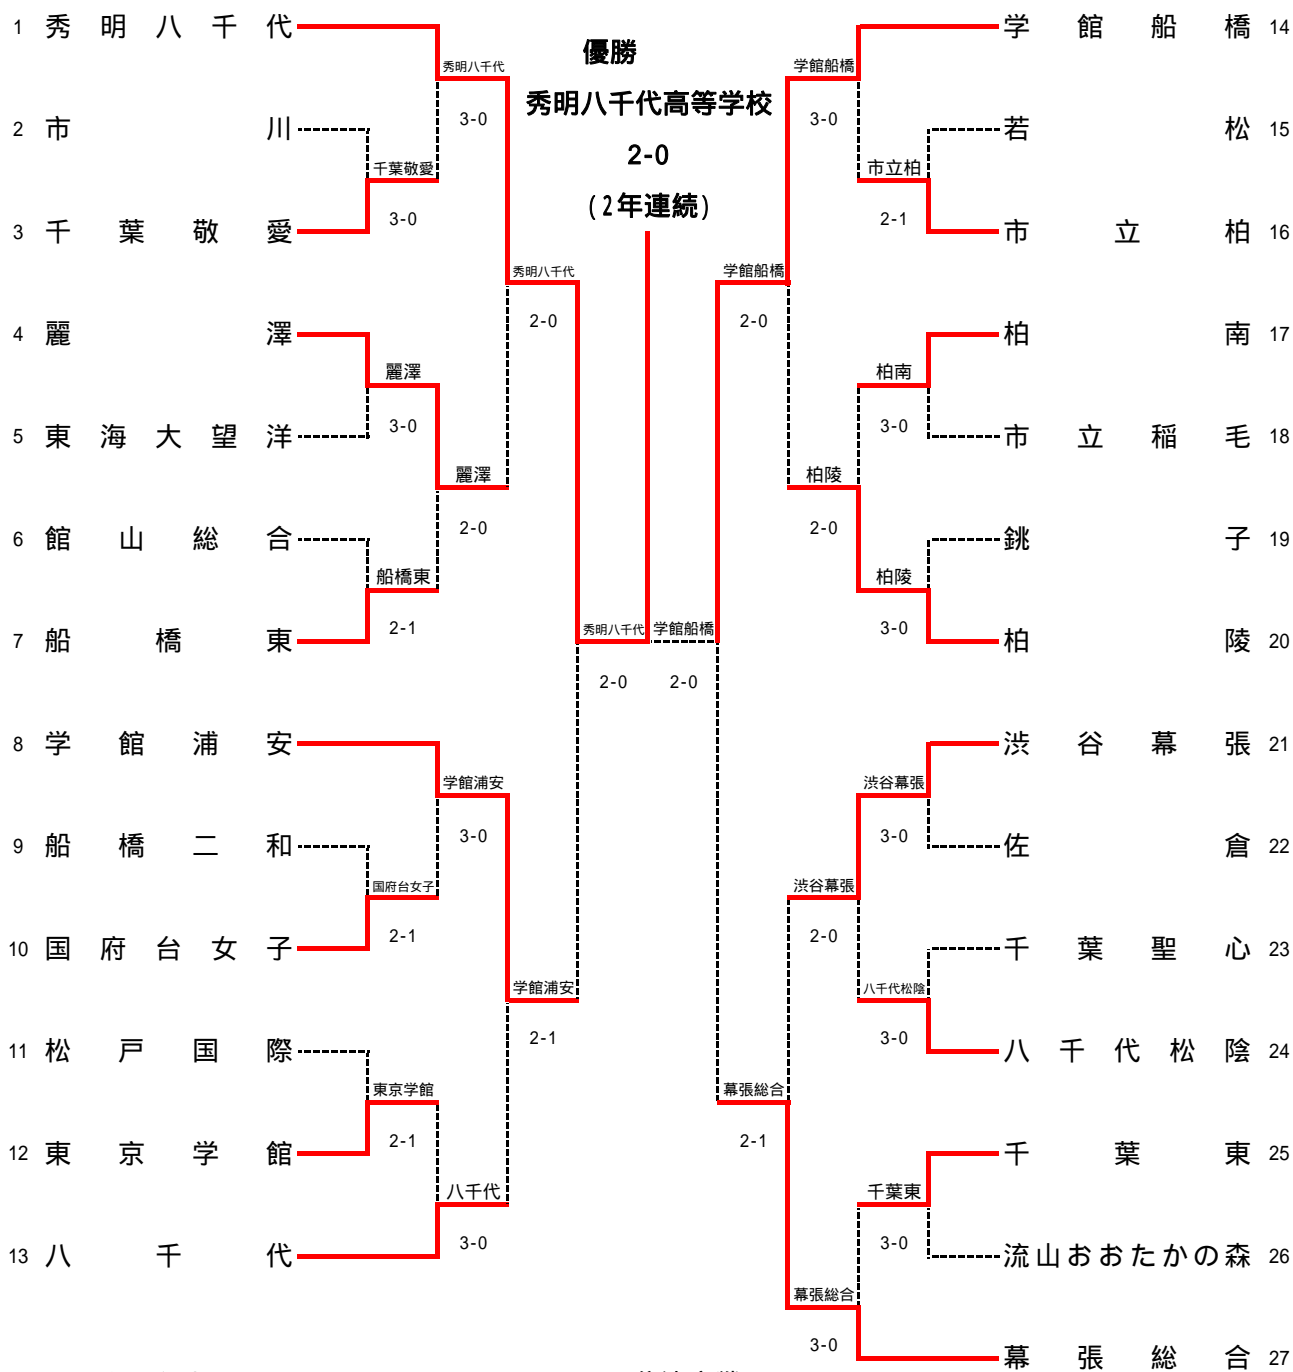 優勝
秀明八千代高等学校
2-0
(2年連続)
1 秀明八千代
2 市川
3 千葉敬愛
4 麗澤
5 東海大望洋
6 館山総合
7 船橋東
8 学館浦安
9 船橋二和
10 国府台女子
11 松戸国際
12 東京学館
13 八千代
秀明八千代
3-0
千葉敬愛
3-0
秀明八千代
2-0
麗澤
3-0
麗澤
2-0
船橋東
2-1
秀明八千代
2-0
学館浦安
3-0
国府台女子
2-1
学館浦安
2-1
東京学館
2-1
八千代
3-0
学館船橋
3-0
市立柏
2-1
学館船橋
2-0
柏南
3-0
柏陵
2-0
柏陵
3-0
学館船橋
2-0
渋谷幕張
3-0
渋谷幕張
2-0
八千代松陰
3-0
幕張総合
2-1
千葉東
3-0
幕張総合
3-0
学館船橋 14
若松 15
市立柏 16
柏南 17
市立稲毛 18
銚子 19
柏陵 20
渋谷幕張 21
佐倉 22
千葉聖心 23
八千代松陰 24
千葉東 25
流山おおたかの森 26
幕張総合 27